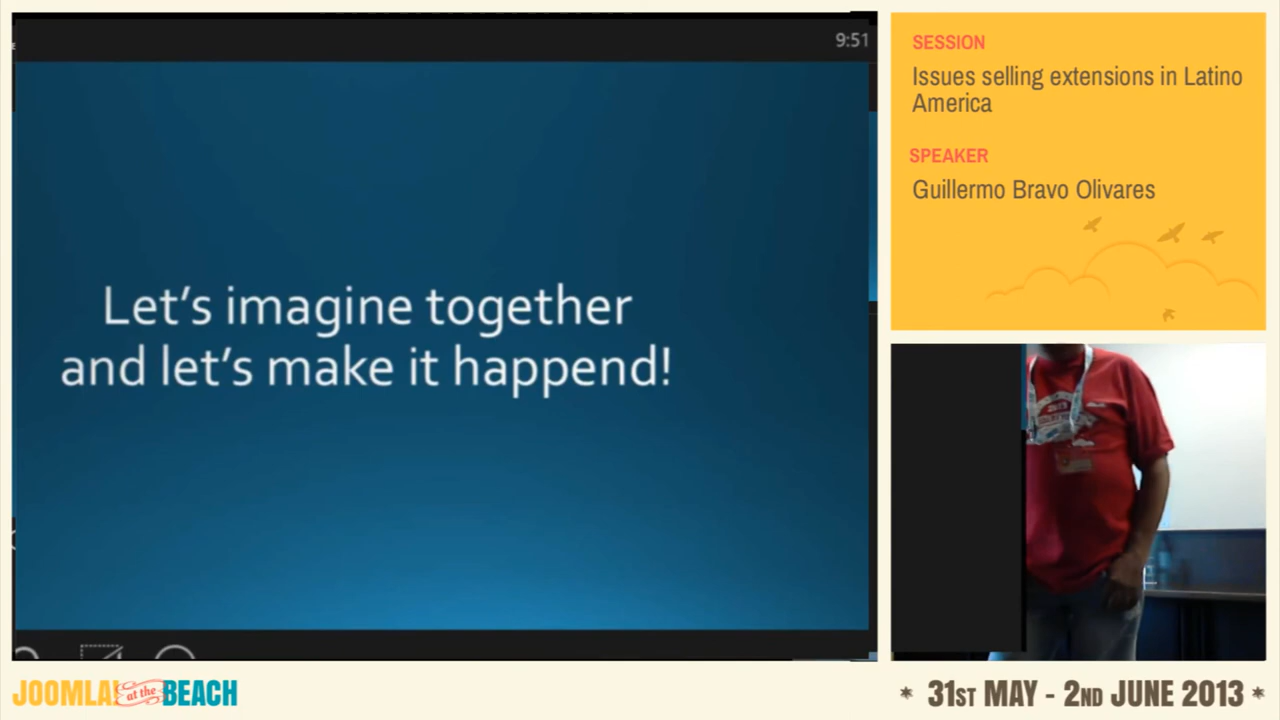 9:51
Let's imagine together
and let's make it happend!
SESSION
Issues selling extensions in Latino
America
SPEAKER
Guillermo Bravo Olivares
JOOMLA! at the BEACH
* 31ST MAY - 2ND JUNE 2013 *